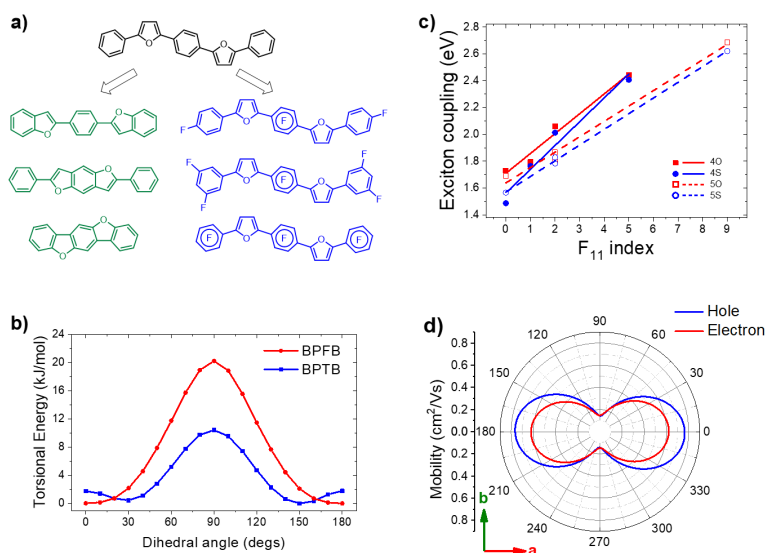 a)
O
O
O
O
O
O
O
O
F
O
F
O
F
F
F
O
F
O
F
F
F
O
F
O
F
b)
Torsional Energy (kJ/mol)
24
20
16
12
8
4
0
0 30 60 90 120 150 180
Dihedral angle (degs)
BPFB
BPTB
c)
Exciton coupling (eV)
2.8
2.6
2.4
2.2
2.0
1.8
1.6
1.4
0 1 2 3 4 5 6 7 8 9 10
F11 index
4O
4S
5O
5S
d)
Hole
Electron
Mobility (cm2/Vs)
0.8
0.6
0.4
0.2
0.0
0.2
0.4
0.6
0.8
90
120 60
150 30
180 0
210 330
240 300
270
b
a